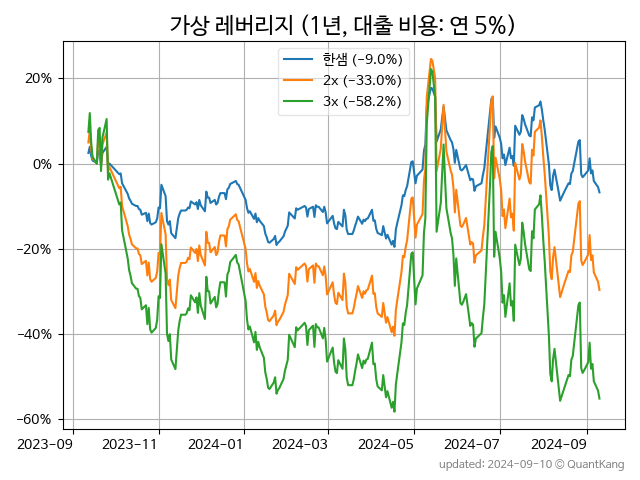 가상 레버리지 (1년, 대출 비용: 연 5%)
한샘 (−9.0%)
2x (−33.0%)
3x (−58.2%)
20%
0%
−20%
−40%
−60%
2023-09 2023-11 2024-01 2024-03 2024-05 2024-07 2024-09
updated: 2024-09-10 © QuantKang